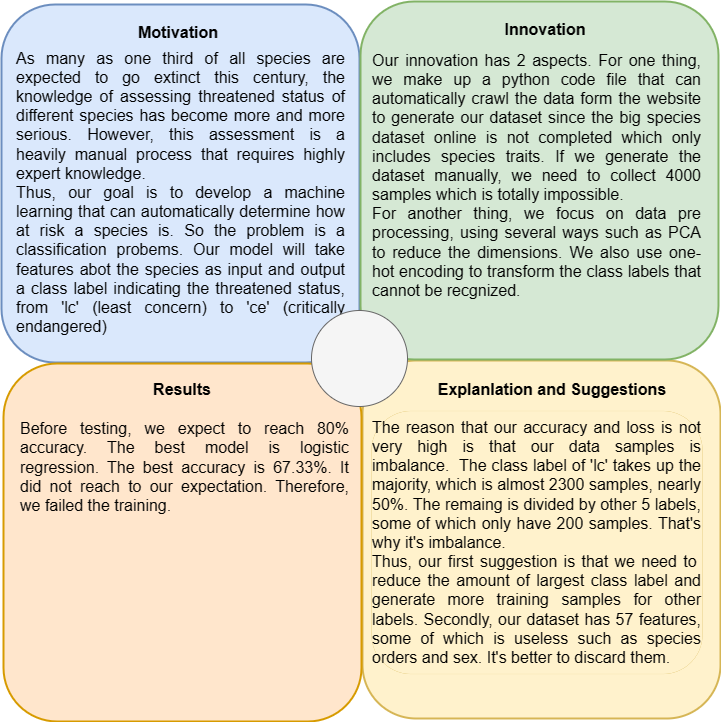 Motivation
As many as one third of all species are
expected to go extinct this century, the
knowledge of assessing threatened status of
different species has become more and more
serious. However, this assessment is a
heavily manual process that requires highly
expert knowledge.
Thus, our goal is to develop a machine
learning that can automatically determine how
at risk a species is. So the problem is a
classification probems. Our model will take
features abot the species as input and output
a class label indicating the threatened status,
from 'lc' (least concern) to 'ce' (critically
endangered)
Innovation
Our innovation has 2 aspects. For one thing,
we make up a python code file that can
automatically crawl the data form the website
to generate our dataset since the big species
dataset online is not completed which only
includes species traits. If we generate the
dataset manually, we need to collect 4000
samples which is totally impossible.
For another thing, we focus on data pre
processing, using several ways such as PCA
to reduce the dimensions. We also use one-
hot encoding to transform the class labels that
cannot be recgnized.
Results
Before testing, we expect to reach 80%
accuracy. The best model is logistic
regression. The best accuracy is 67.33%. It
did not reach to our expectation. Therefore,
we failed the training.
Explanlation and Suggestions
The reason that our accuracy and loss is not
very high is that our data samples is
imbalance. The class label of 'lc' takes up the
majority, which is almost 2300 samples, nearly
50%. The remaing is divided by other 5 labels,
some of which only have 200 samples. That's
why it's imbalance.
Thus, our first suggestion is that we need to
reduce the amount of largest class label and
generate more training samples for other
labels. Secondly, our dataset has 57 features,
some of which is useless such as species
orders and sex. It's better to discard them.